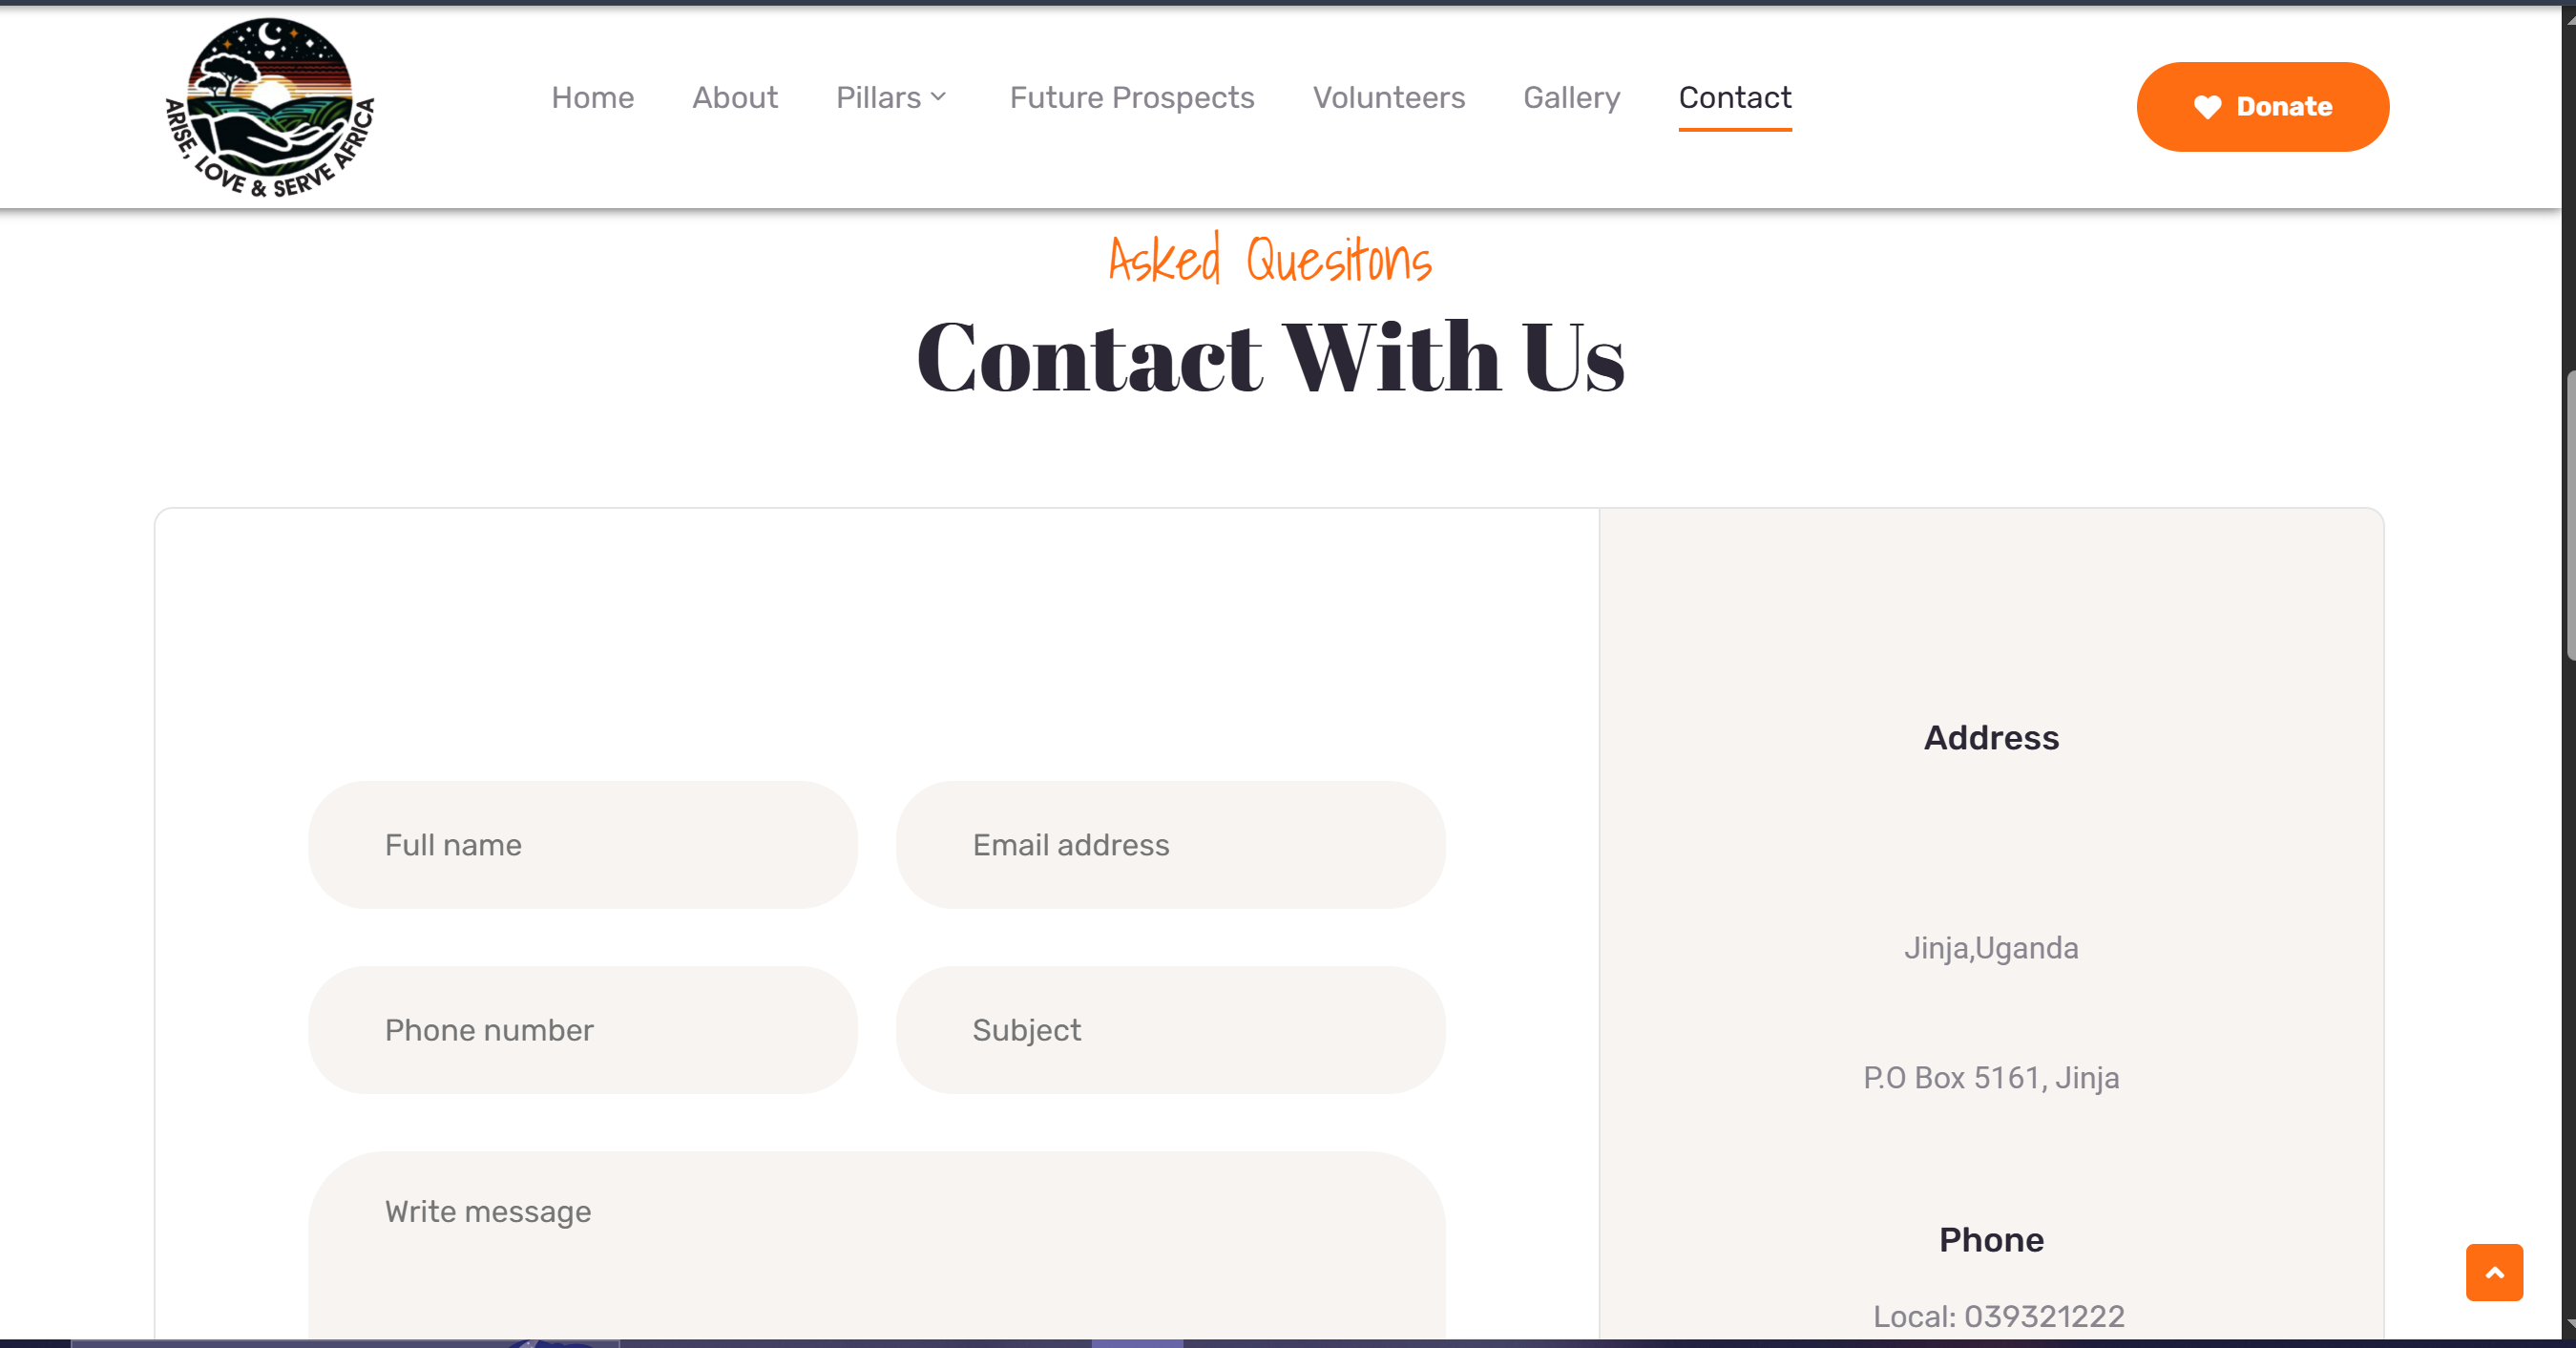 ARISE, LOVE & SERVE AFRICA
Home About Pillars Future Prospects Volunteers Gallery Contact
Donate
Asked Quesitons
Contact With Us
Full name Email address
Phone number Subject
Write message
Address
Jinja,Uganda
P.O Box 5161, Jinja
Phone
Local: 039321222